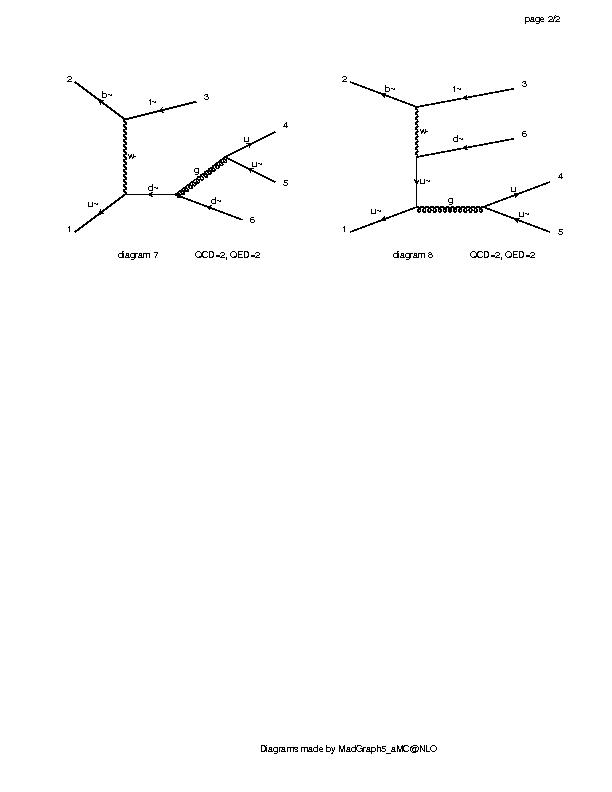 page 2/2
2
b~
t~
3
w-
4
u
g
u~
5
d~
u~
d~
6
1
diagram 7
QCD=2, QED=2
2
b~
t~
3
w-
d~
6
u~
4
u
u~
g
u~
1
5
diagram 8
QCD=2, QED=2
Diagrams made by MadGraph5_aMC@NLO